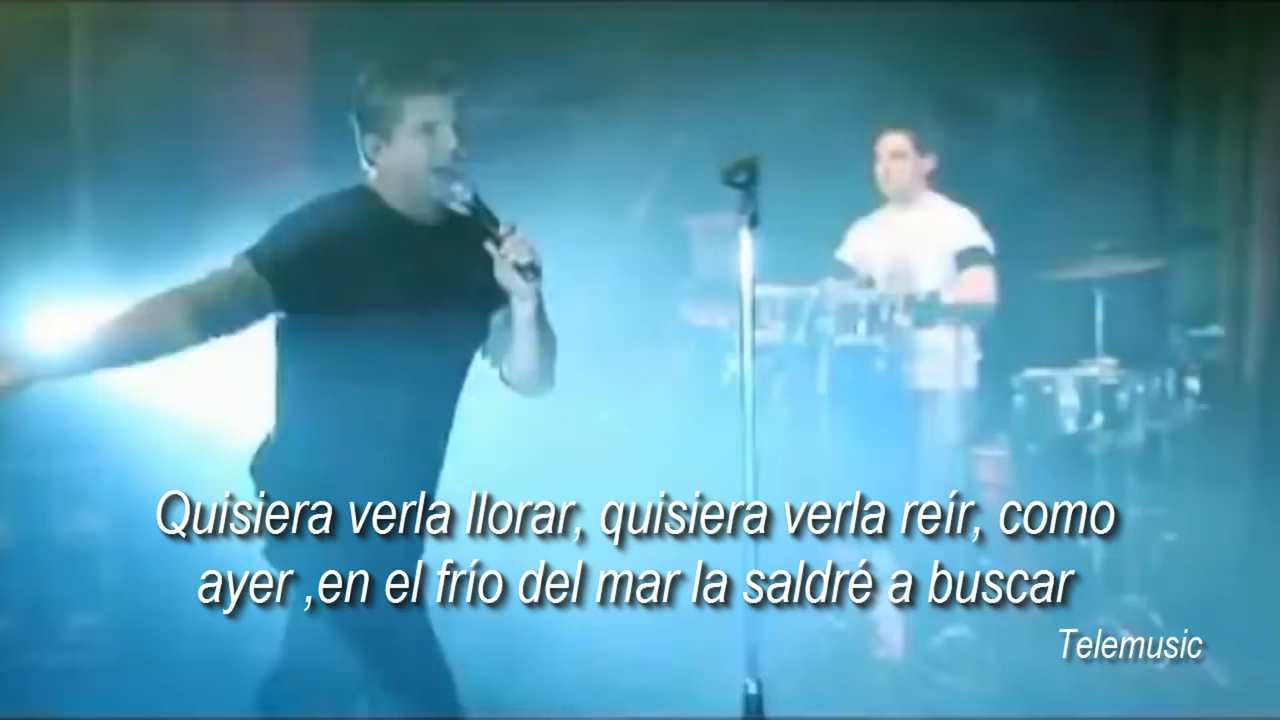 Quisiera verla llorar, quisiera verla reír, como
ayer ,en el frío del mar la saldré a buscar
Telemusic